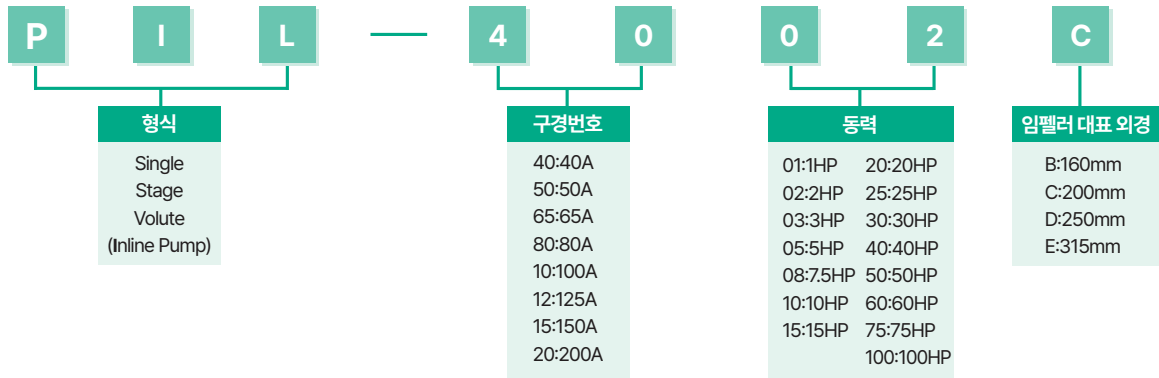 P I L — 4 0 0 2 C
형식
Single
Stage
Volute
(Inline Pump)
구경번호
40:40A
50:50A
65:65A
80:80A
10:100A
12:125A
15:150A
20:200A
동력
01:1HP 20:20HP
02:2HP 25:25HP
03:3HP 30:30HP
05:5HP 40:40HP
08:7.5HP 50:50HP
10:10HP 60:60HP
15:15HP 75:75HP
100:100HP
임펠러 대표 외경
B:160mm
C:200mm
D:250mm
E:315mm